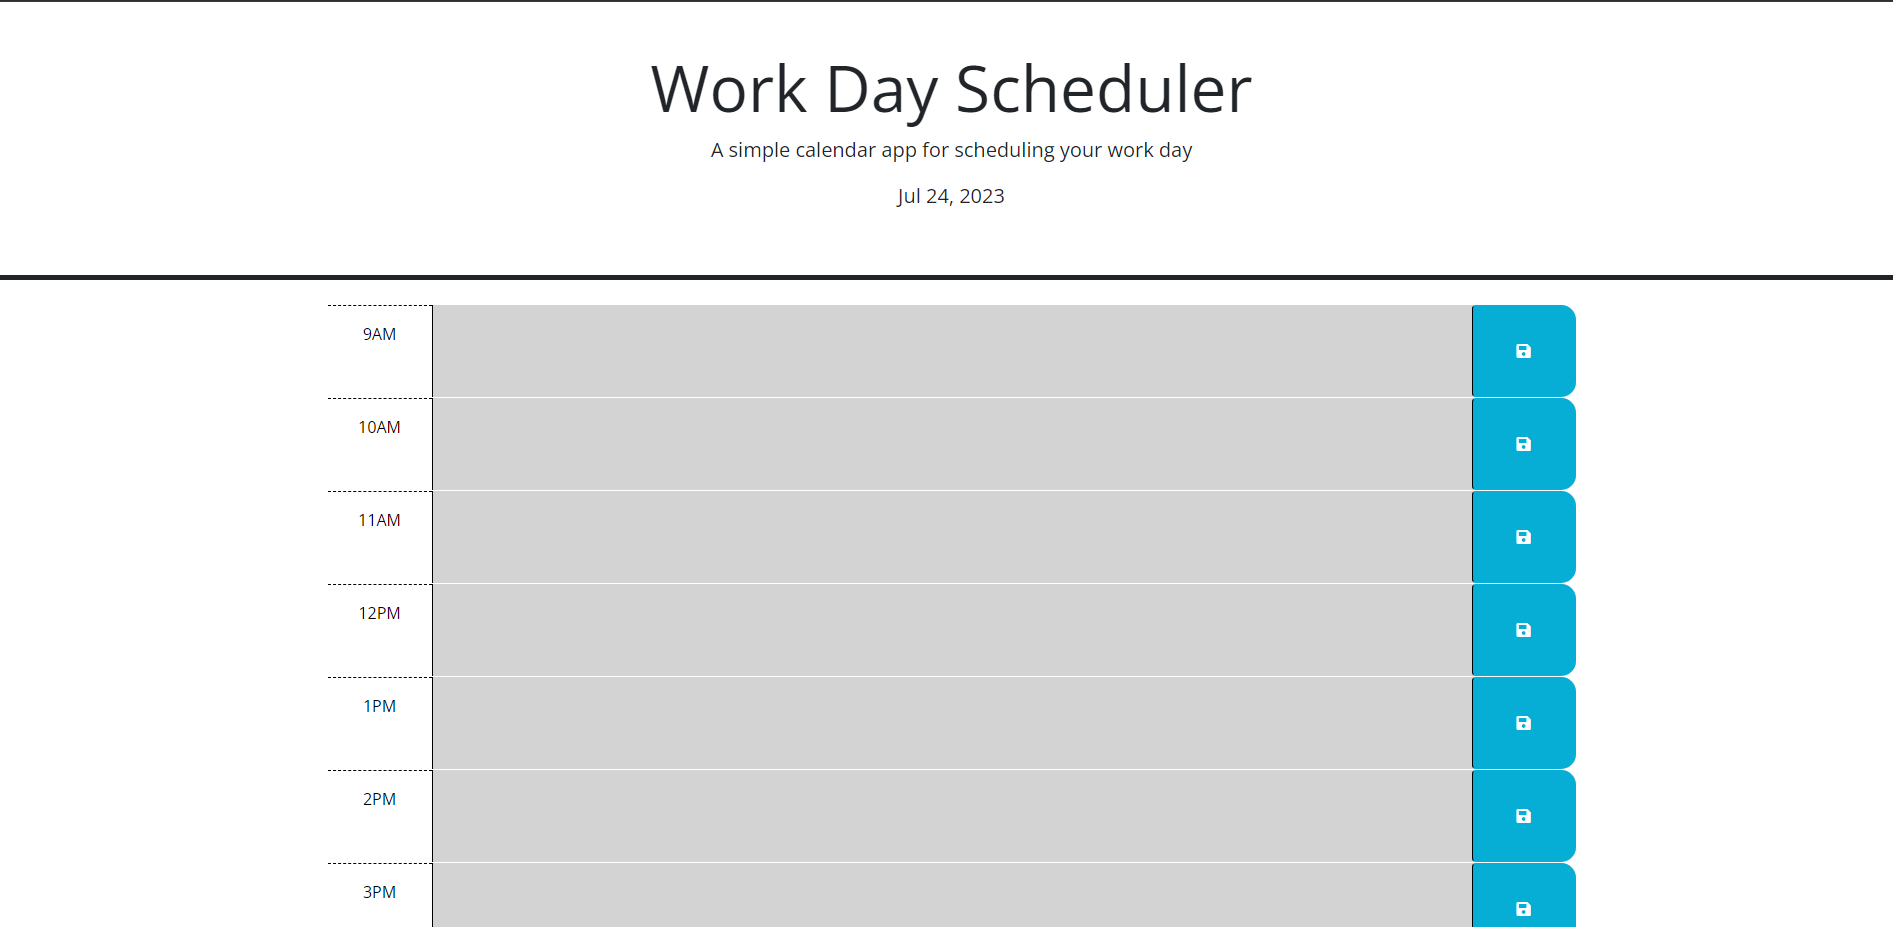 Work Day Scheduler
A simple calendar app for scheduling your work day
Jul 24, 2023
9AM
10AM
11AM
12PM
1PM
2PM
3PM